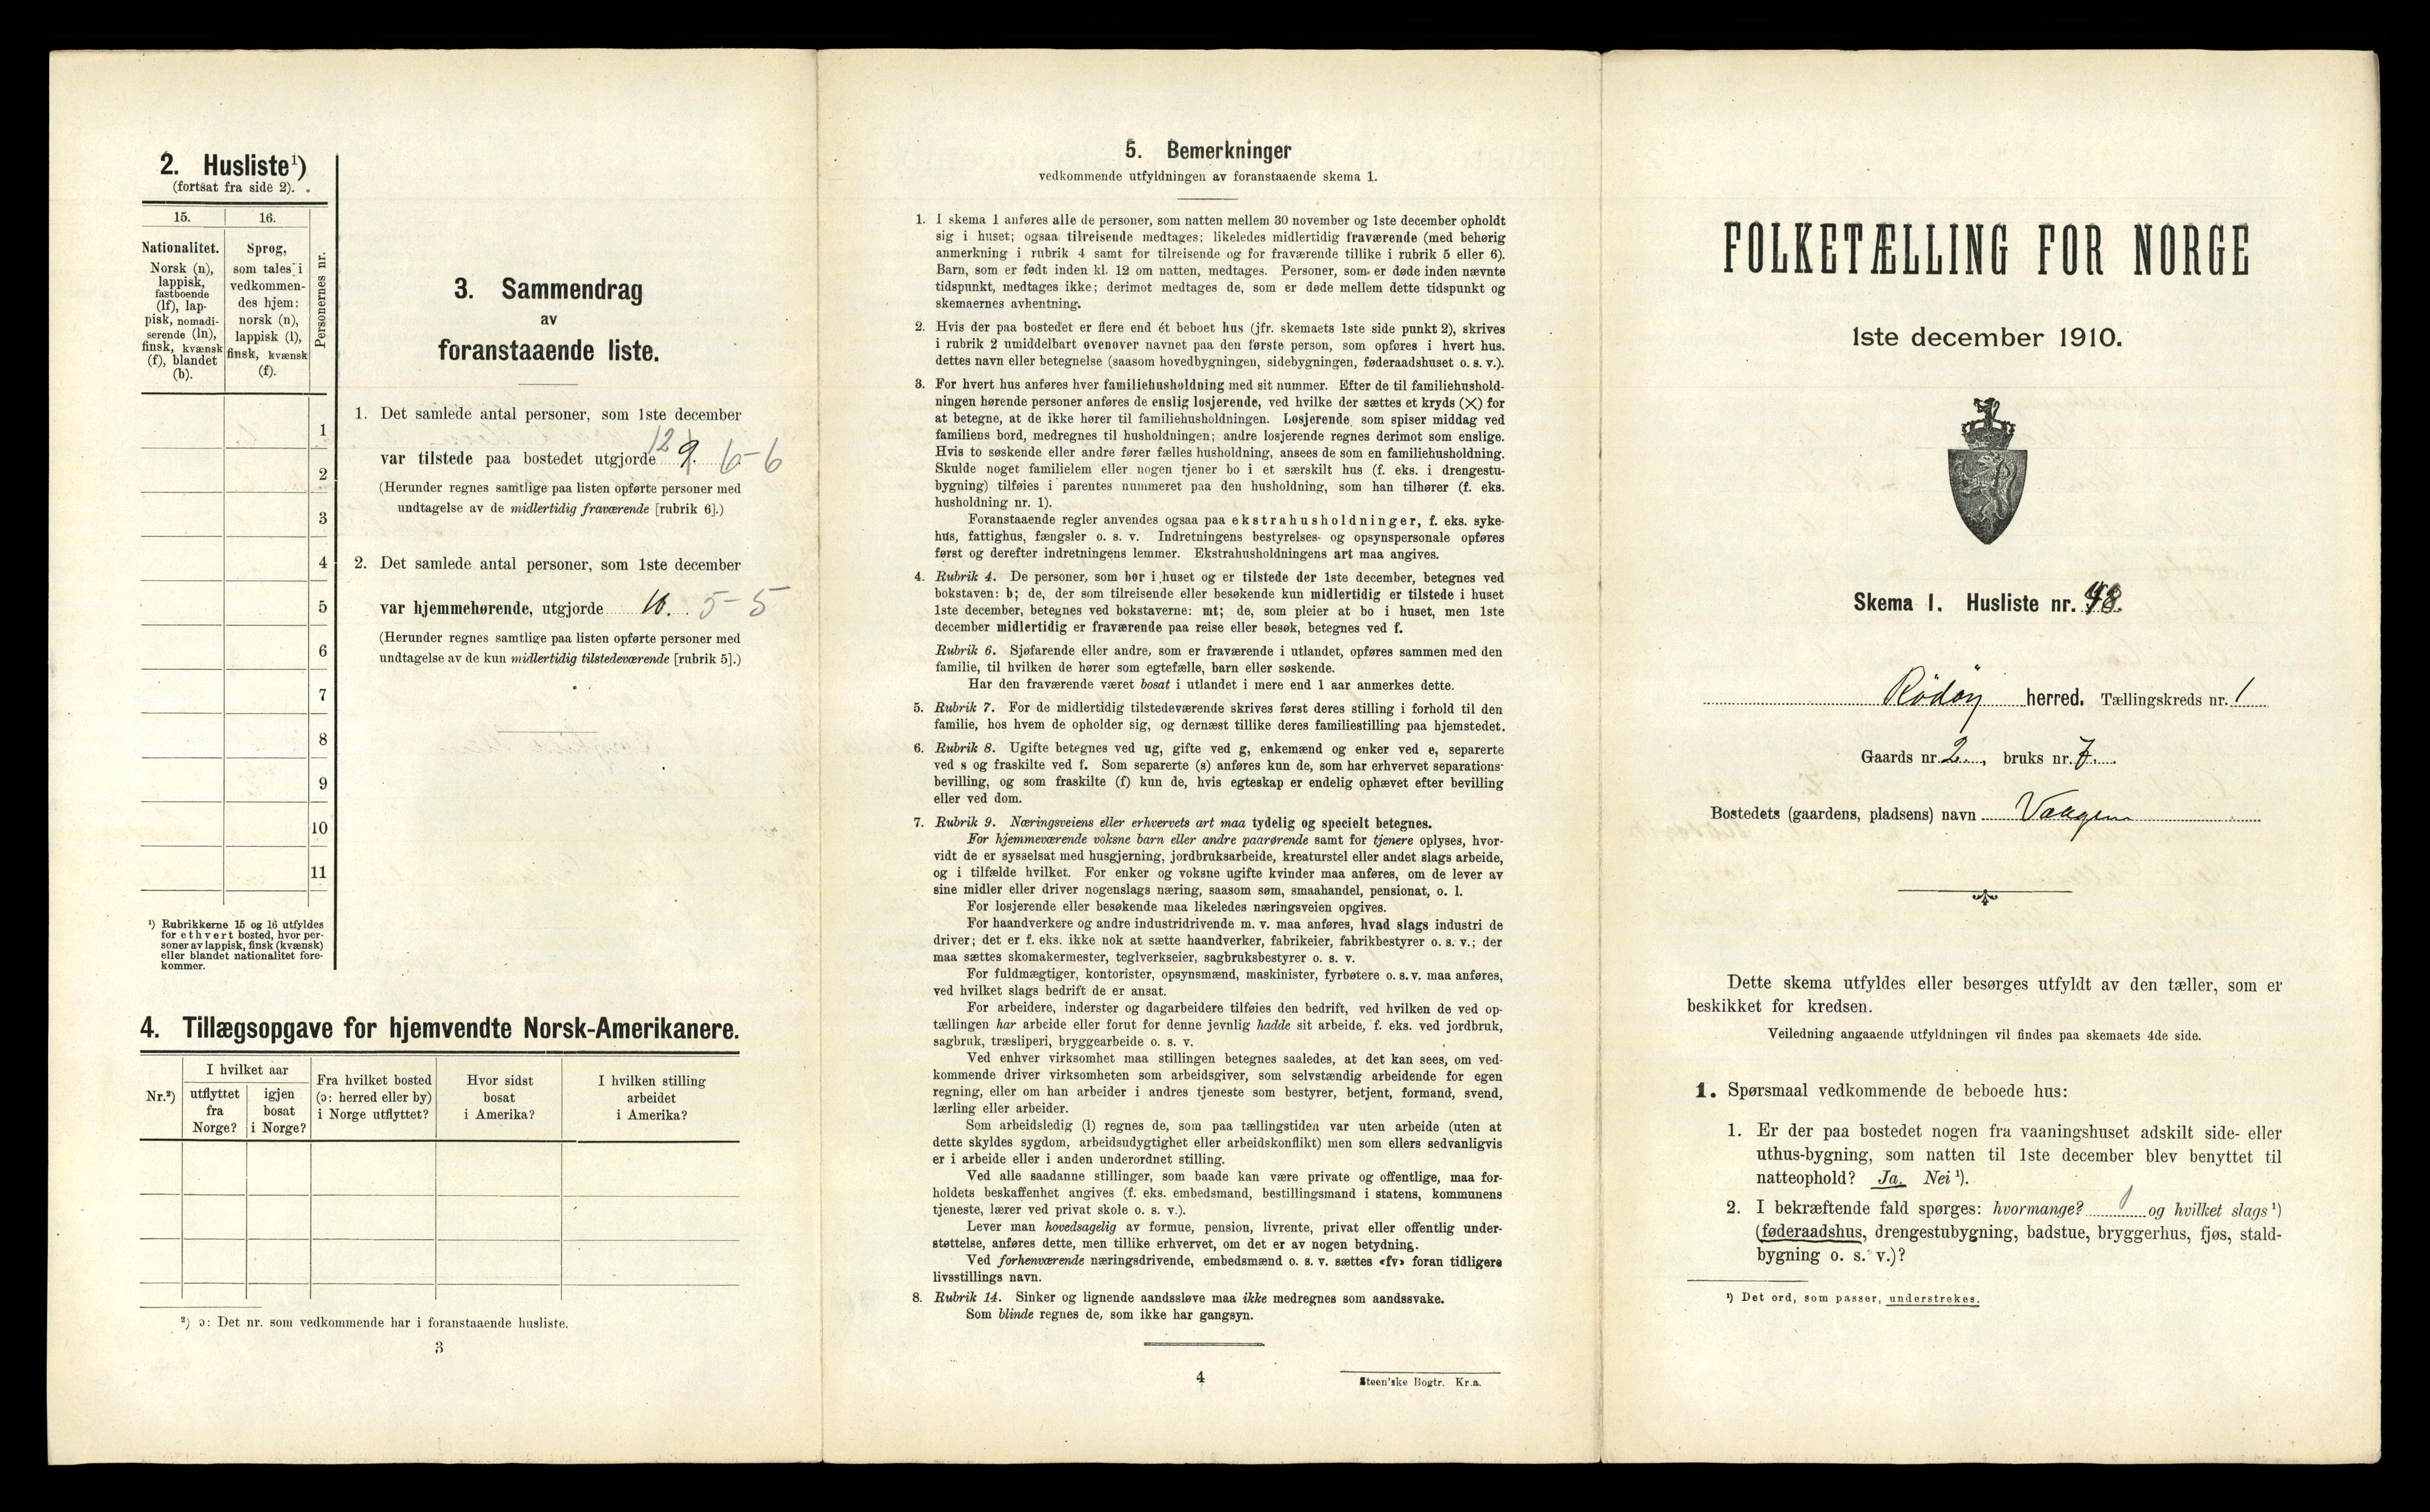 2. Husliste¹)
(fortsat fra side 2).
15.
16.
Personernes nr.
Nationalitet.
Norsk (n),
lappisk,
fastboende
(lf), lap-
pisk, nomadi-
serende (ln),
finsk, kvænsk
(f), blandet
(b).
Sprog,
som tales i
vedkommen-
des hjem:
norsk (n),
lappisk (l),
finsk, kvænsk
(f).
1
2
3
4
5
6
7
8
9
10
11
¹) Rubrikkerne 15 og 16 utfyldes
for ethvert bosted, hvor per-
soner av lappisk, finsk (kvænsk)
eller blandet nationalitet fore-
kommer.
3. Sammendrag
av
foranstaaende liste.
1. Det samlede antal personer, som 1ste december
var tilstede paa bostedet utgjorde 12 9. 6-6
(Herunder regnes samtlige paa listen opførte personer med
undtagelse av de midlertidig fraværende [rubrik 6].)
2. Det samlede antal personer, som 1ste december
var hjemmehørende, utgjorde 10. 5-5
(Herunder regnes samtlige paa listen opførte personer med
undtagelse av de kun midlertidig tilstedeværende [rubrik 5].)
4. Tillægsopgave for hjemvendte Norsk-Amerikanere.
Nr.²)
I hvilket aar
utflyttet
fra
Norge?
igjen
bosat
i Norge?
Fra hvilket bosted
(ɔ: herred eller by)
i Norge utflyttet?
Hvor sidst
bosat
i Amerika?
I hvilken stilling
arbeidet
i Amerika?
²) ɔ: Det nr. som vedkommende har i foranstaaende husliste.
3
5. Bemerkninger
vedkommende utfyldningen av foranstaaende skema 1.
1. I skema 1 anføres alle de personer, som natten mellem 30 november og 1ste december opholdt
sig i huset; ogsaa tilreisende medtages; likeledes midlertidig fraværende (med behørig
anmerkning i rubrik 4 samt for tilreisende og for fraværende tillike i rubrik 5 eller 6).
Barn, som er født inden kl. 12 om natten, medtages. Personer, som er døde inden nævnte
tidspunkt, medtages ikke; derimot medtages de, som er døde mellem dette tidspunkt og
skemaernes avhentning.
2. Hvis der paa bostedet er flere end ét beboet hus (jfr. skemaets 1ste side punkt 2), skrives
i rubrik 2 umiddelbart ovenover navnet paa den første person, som opføres i hvert hus,
dettes navn eller betegnelse (saasom hovedbygningen, sidebygningen, føderaadshuset o. s. v.).
3. For hvert hus anføres hver familiehusholdning med sit nummer. Efter de til familiehushold-
ningen hørende personer anføres de enslig losjerende, ved hvilke der sættes et kryds (×) for
at betegne, at de ikke hører til familiehusholdningen. Losjerende som spiser middag ved
familiens bord, medregnes til husholdningen; andre losjerende regnes derimot som enslige.
Hvis to søskende eller andre fører fælles husholdning, ansees de som en familiehusholdning.
Skulde noget familielem eller nogen tjener bo i et særskilt hus (f. eks. i drengestu-
bygning) tilføies i parentes nummeret paa den husholdning, som han tilhører (f. eks.
husholdning nr. 1).
Foranstaaende regler anvendes ogsaa paa ekstrahusholdninger, f. eks. syke-
hus, fattighus, fængsler o. s. v. Indretningens bestyrelses- og opsynspersonale opføres
først og derefter indretningens lemmer. Ekstrahusholdningens art maa angives.
4. Rubrik 4. De personer, som bor i huset og er tilstede der 1ste december, betegnes ved
bokstaven: b; de, der som tilreisende eller besøkende kun midlertidig er tilstede i huset
1ste december, betegnes ved bokstaverne: mt; de, som pleier at bo i huset, men 1ste
december midlertidig er fraværende paa reise eller besøk, betegnes ved f.
Rubrik 6. Sjøfarende eller andre, som er fraværende i utlandet, opføres sammen med den
familie, til hvilken de hører som egtefælle, barn eller søskende.
Har den fraværende været bosat i utlandet i mere end 1 aar anmerkes dette.
5. Rubrik 7. For de midlertidig tilstedeværende skrives først deres stilling i forhold til den
familie, hos hvem de opholder sig, og dernæst tillike deres familiestilling paa hjemstedet.
6. Rubrik 8. Ugifte betegnes ved ug, gifte ved g, enkemænd og enker ved e, separerte
ved s og fraskilte ved f. Som separerte (s) anføres kun de, som har erhvervet separations-
bevilling, og som fraskilte (f) kun de, hvis egteskap er endelig ophævet efter bevilling
eller ved dom.
7. Rubrik 9. Næringsveiens eller erhvervets art maa tydelig og specielt betegnes.
For hjemmeværende voksne barn eller andre paarørende samt for tjenere oplyses, hvor-
vidt de er sysselsat med husgjerning, jordbruksarbeide, kreaturstel eller andet slags arbeide,
og i tilfælde hvilket. For enker og voksne ugifte kvinder maa anføres, om de lever av
sine midler eller driver nogenslags næring, saasom søm, smaahandel, pensionat, o. l.
For losjerende eller besøkende maa likeledes næringsveien opgives.
For haandverkere og andre industridrivende m. v. maa anføres, hvad slags industri de
driver; det er f. eks. ikke nok at sætte haandverker, fabrikeier, fabrikbestyrer o. s. v.; der
maa sættes skomakermester, teglverkseier, sagbruksbestyrer o. s. v.
For fuldmægtiger, kontorister, opsynsmænd, maskinister, fyrbøtere o. s. v. maa anføres,
ved hvilket slags bedrift de er ansat.
For arbeidere, inderster og dagarbeidere tilføies den bedrift, ved hvilken de ved op-
tællingen har arbeide eller forut for denne jevnlig hadde sit arbeide, f. eks. ved jordbruk,
sagbruk, træsliperi, bryggearbeide o. s. v.
Ved enhver virksomhet maa stillingen betegnes saaledes, at det kan sees, om ved-
kommende driver virksomheten som arbeidsgiver, som selvstændig arbeidende for egen
regning, eller om han arbeider i andres tjeneste som bestyrer, betjent, formand, svend,
lærling eller arbeider.
Som arbeidsledig (l) regnes de, som paa tællingstiden var uten arbeide (uten at
dette skyldes sygdom, arbeidsudygtighet eller arbeidskonflikt) men som ellers sedvanligvis
er i arbeide eller i anden underordnet stilling.
Ved alle saadanne stillinger, som baade kan være private og offentlige, maa for-
holdets beskaffenhet angives (f. eks. embedsmand, bestillingsmand i statens, kommunens
tjeneste, lærer ved privat skole o. s. v.).
Lever man hovedsagelig av formue, pension, livrente, privat eller offentlig under-
støttelse, anføres dette, men tillike erhvervet, om det er av nogen betydning.
Ved forhenværende næringsdrivende, embedsmænd o. s. v. sættes «fv» foran tidligere
livsstillings navn.
8. Rubrik 14. Sinker og lignende aandssløve maa ikke medregnes som aandssvake.
Som blinde regnes de, som ikke har gangsyn.
4
Steen'ske Bogtr. Kr.a.
FOLKETÆLLING FOR NORGE
1ste december 1910.
Skema 1. Husliste nr. 48.
Rödöy herred. Tællingskreds nr. 1
Gaards nr. 2., bruks nr. 7.
Bostedets (gaardens, pladsens) navn Vaagen
Dette skema utfyldes eller besørges utfyldt av den tæller, som er
beskikket for kredsen.
Veiledning angaaende utfyldningen vil findes paa skemaets 4de side.
1. Spørsmaal vedkommende de beboede hus:
1. Er der paa bostedet nogen fra vaaningshuset adskilt side- eller
uthus-bygning, som natten til 1ste december blev benyttet til
natteophold? Ja. Nei ¹).
2. I bekræftende fald spørges: hvormange? 1 og hvilket slags ¹)
(føderaadshus, drengestubygning, badstue, bryggerhus, fjøs, stald-
bygning o. s. v.)?
¹) Det ord, som passer, understrekes.